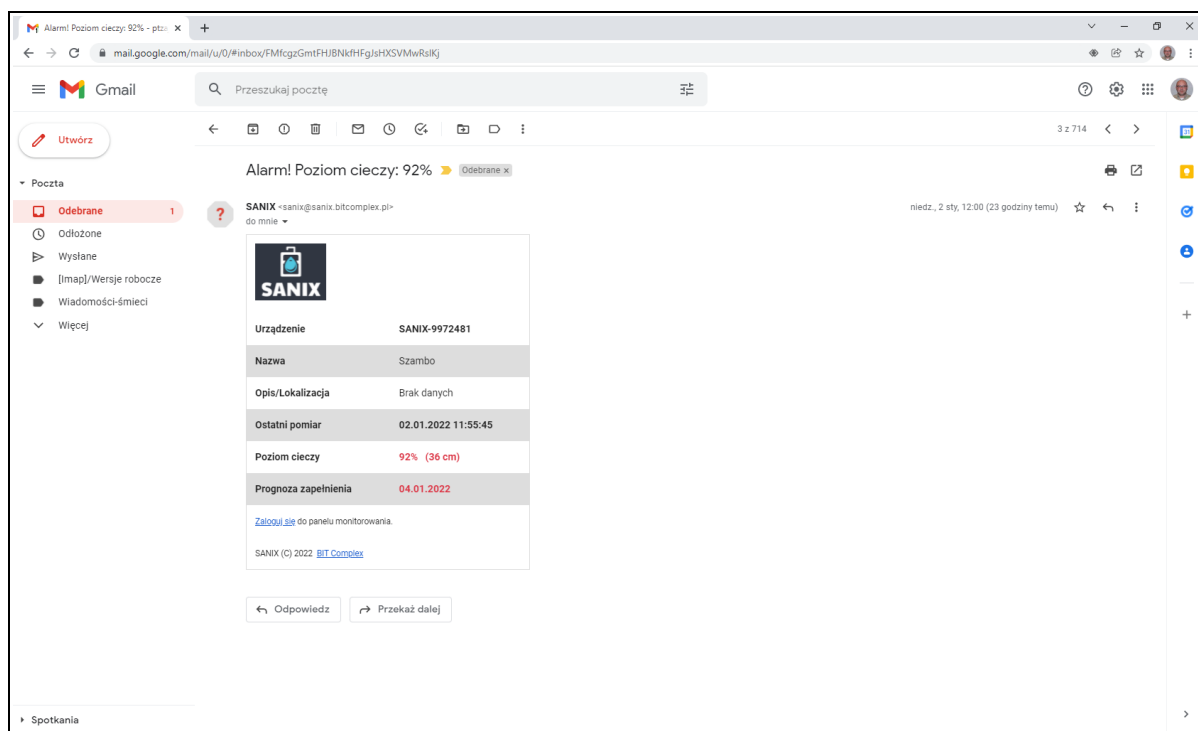 Alarm! Poziom cieczy: 92% - ptza
mail.google.com/mail/u/0/#inbox/FMfcgzGmtFHJ8NkfHFgJsHXSVMwRslKj
Gmail
Przeszukaj pocztę
Utwórz
3 z 714
31
Poczta
Alarm! Poziom cieczy: 92% Odebrane x
Odebrane 1
SANIX <sanix@sanix.bitcomplex.pl> niedz., 2 sty, 12:00 (23 godziny temu)
do mnie
Odłożone
Wysłane
[Imap]/Wersje robocze
Wiadomości-śmieci
Więcej
?
SANIX
Urządzenie SANIX-9972481
Nazwa Szambo
Opis/Lokalizacja Brak danych
Ostatni pomiar 02.01.2022 11:55:45
Poziom cieczy 92% (36 cm)
Prognoza zapełnienia 04.01.2022
Zaloguj się do panelu monitorowania.
SANIX (C) 2022 BIT Complex
Odpowiedz Przekaż dalej
Spotkania